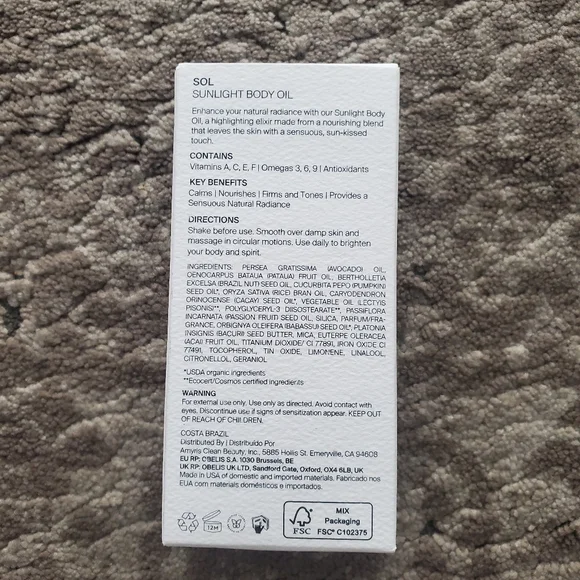 SOL
SUNLIGHT BODY OIL
Enhance your natural radiance with our Sunlight Body
Oil, a highlighting elixir made from a nourishing blend
that leaves the skin with a sensuous, sun-kissed
touch.
CONTAINS
Vitamins A, C, E, F | Omegas 3, 6, 9 | Antioxidants
KEY BENEFITS
Calms | Nourishes | Firms and Tones | Provides a
Sensuous Natural Radiance
DIRECTIONS
Shake before use. Smooth over damp skin and
massage in circular motions. Use daily to brighten
your body and spirit.
INGREDIENTS: PERSEA GRATISSIMA (AVOCADO) OIL,
OENOCARPUS BATAUA (PATAUA) FRUIT OIL, BERTHOLLETIA
EXCELSA (BRAZIL NUT) SEED OIL, CUCURBITA PEPO (PUMPKIN)
SEED OIL*, ORYZA SATIVA (RICE) BRAN OIL, CARYODENDRON
ORINOCENSE (CACAY) SEED OIL*, VEGETABLE OIL (LECTYIS
PISONIS)**, POLYGLYCERYL-3 DIISOSTEARATE**, PASSIFLORA
INCARNATA (PASSION FRUIT) SEED OIL, SILICA, PARFUM/FRA-
GRANCE, ORBIGNYA OLEIFERA (BABASSU) SEED OIL*, PLATONIA
INSIGNIS (BACURI) SEED BUTTER, MICA, EUTERPE OLERACEA
(ACAI) FRUIT OIL, TITANIUM DIOXIDE/ CI 77891, IRON OXIDE CI
77491, TOCOPHEROL, TIN OXIDE, LIMONENE, LINALOOL,
CITRONELLOL, GERANIOL
*USDA organic ingredients
**Ecocert/Cosmos certified ingredients
WARNING
For external use only. Use only as directed. Avoid contact with
eyes. Discontinue use if signs of sensitization appear. KEEP OUT
OF REACH OF CHILDREN.
COSTA BRAZIL
Distributed By | Distribuído Por
Amyris Clean Beauty, Inc., 5885 Hollis St. Emeryville, CA 94608
EU RP: OBELIS S.A. 1030 Brussels, BE
UK RP: OBELIS UK LTD, Sandford Gate, Oxford, OX4 6LB, UK
Made in USA of domestic and imported materials. Fabricado nos
EUA com materiais domésticos e importados.
12M
FSC
MIX
Packaging
FSC® C102375